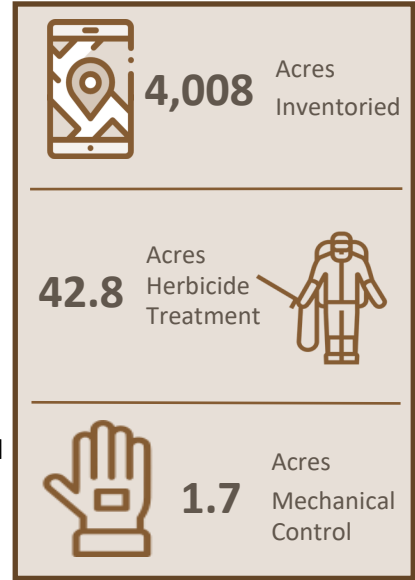 4,008
Acres
Inventoried
42.8
Acres
Herbicide
Treatment
1.7
Acres
Mechanical
Control